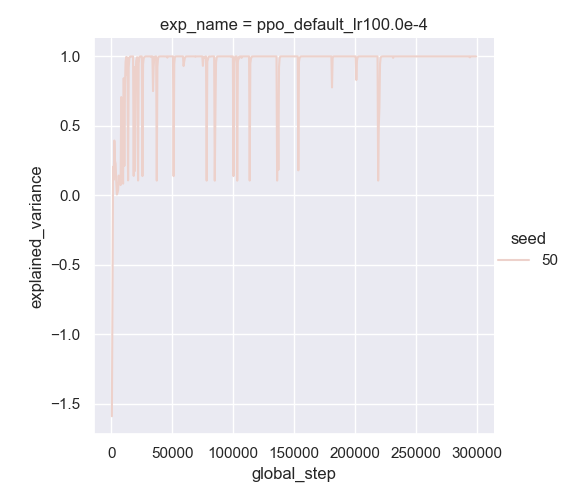 exp_name = ppo_default_lr100.0e-4
1.0
0.5
0.0
−0.5
−1.0
−1.5
explained_variance
0 50000 100000 150000 200000 250000 300000
global_step
seed
50